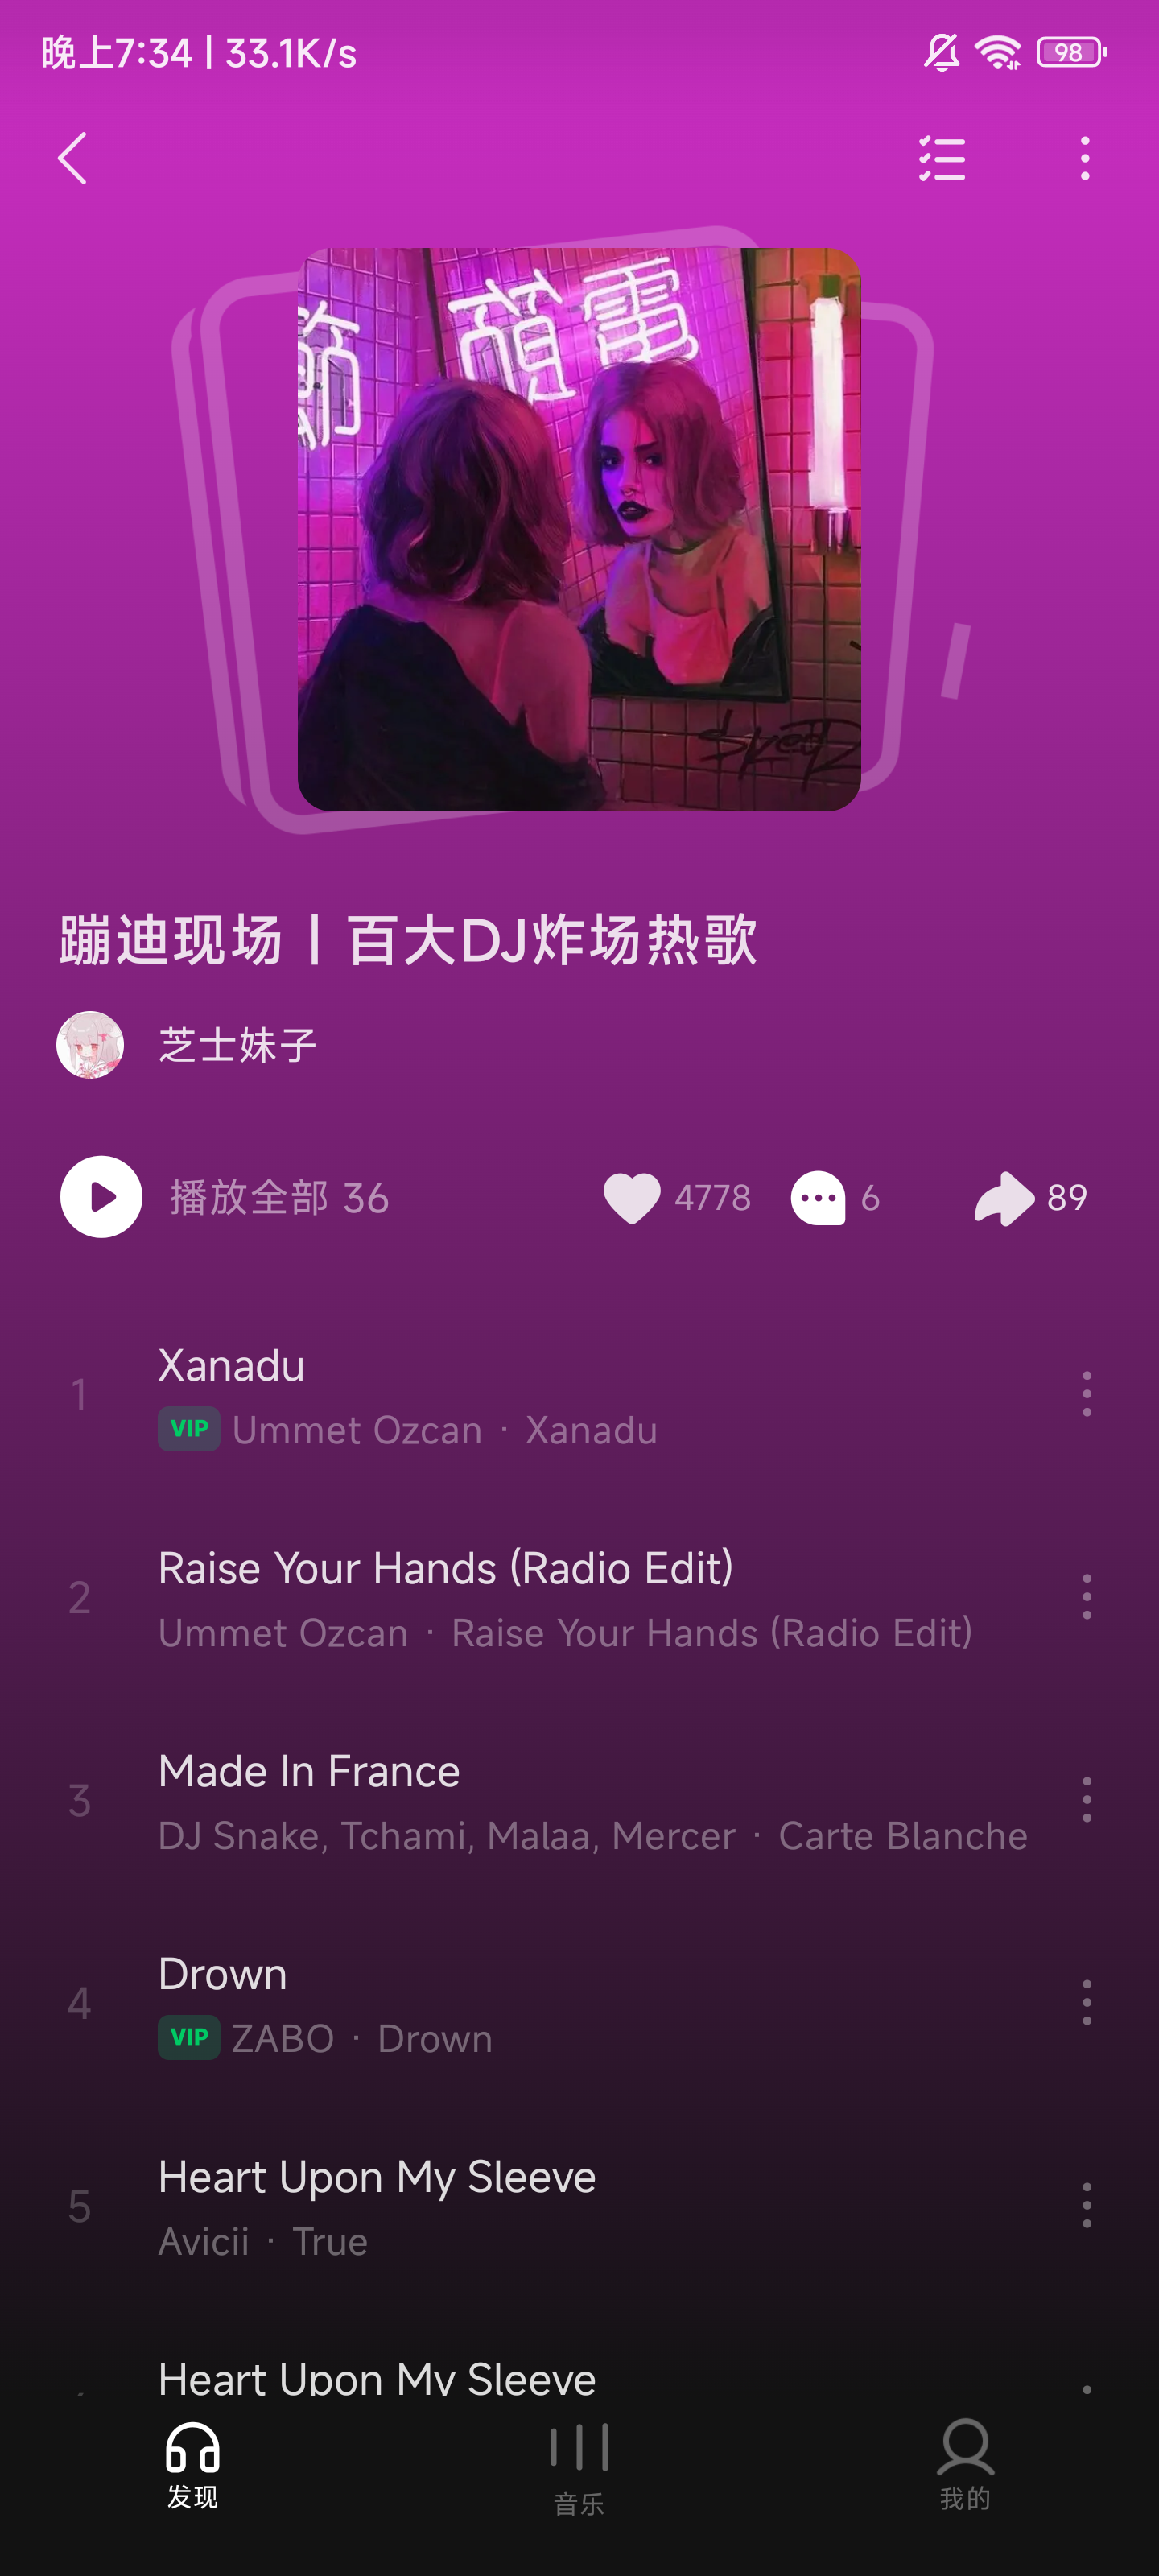 晚上7:34 | 33.1K/s
98
電
蹦迪现场丨百大DJ炸场热歌
芝士妹子
播放全部 36
4778
6
89
1
Xanadu
VIP Ummet Ozcan · Xanadu
2
Raise Your Hands (Radio Edit)
Ummet Ozcan · Raise Your Hands (Radio Edit)
3
Made In France
DJ Snake, Tchami, Malaa, Mercer · Carte Blanche
4
Drown
VIP ZABO · Drown
5
Heart Upon My Sleeve
Avicii · True
Heart Upon My Sleeve
发现
音乐
我的